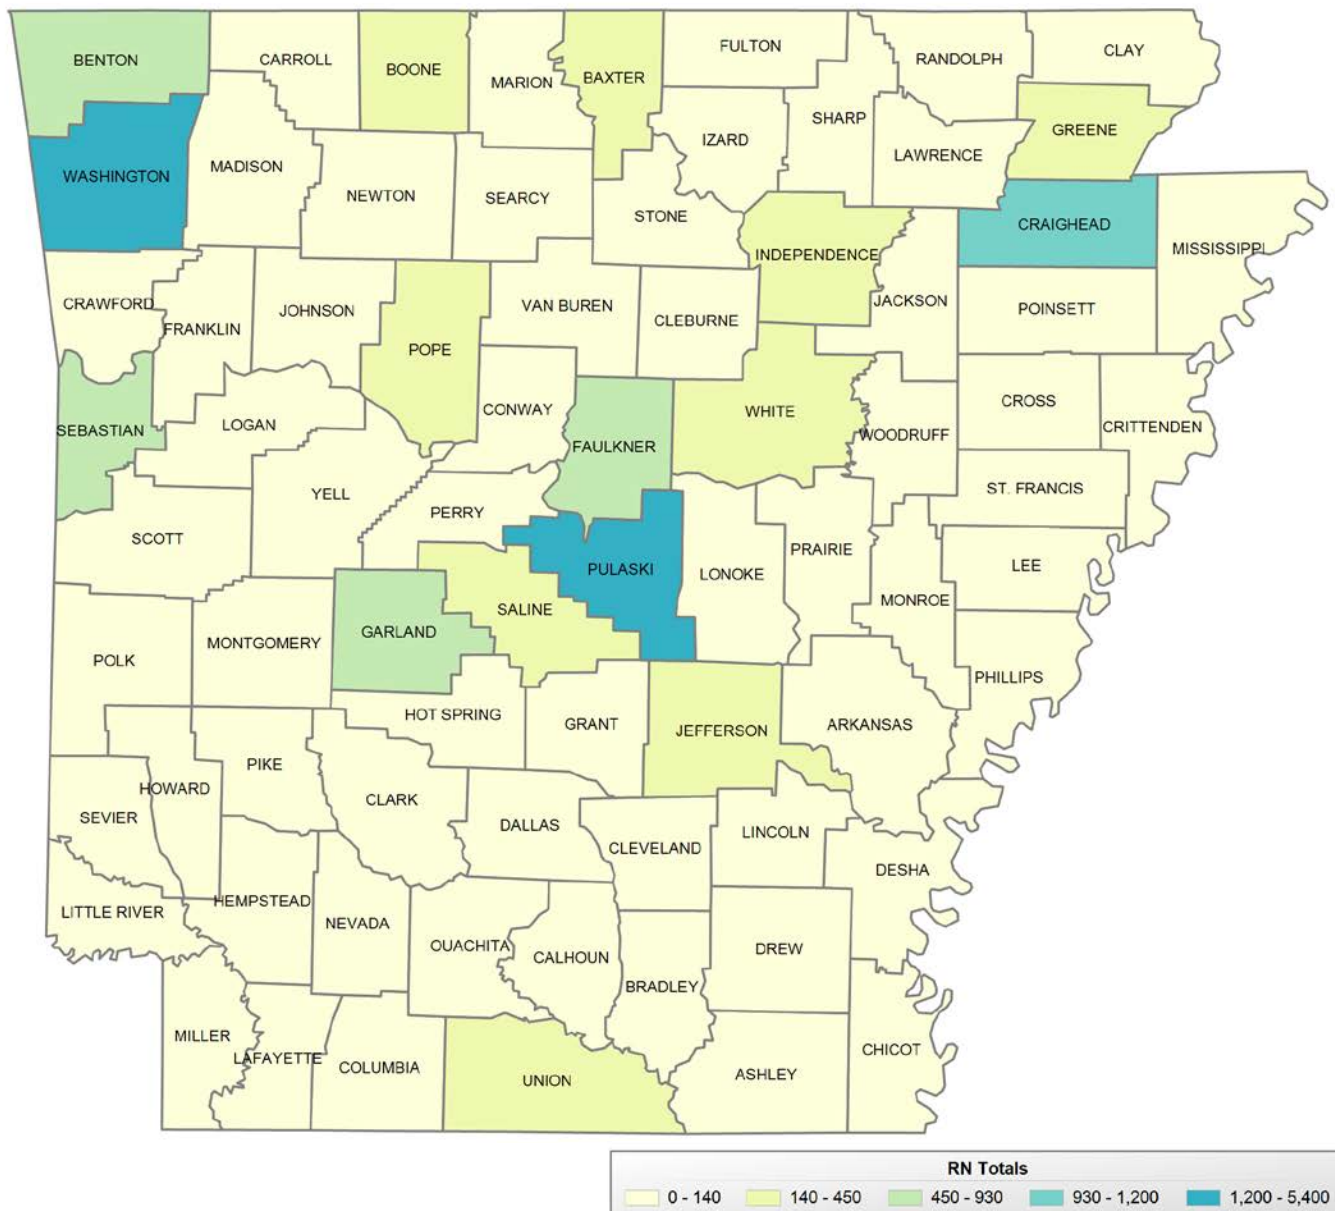 BENTON
CARROLL
BOONE
MARION
BAXTER
FULTON
RANDOLPH
CLAY
SHARP
GREENE
IZARD
LAWRENCE
WASHINGTON
MADISON
NEWTON
SEARCY
STONE
CRAIGHEAD
MISSISSIPPI
INDEPENDENCE
CRAWFORD
FRANKLIN
JOHNSON
POPE
VAN BUREN
CLEBURNE
JACKSON
POINSETT
SEBASTIAN
LOGAN
CONWAY
FAULKNER
WHITE
WOODRUFF
CROSS
CRITTENDEN
YELL
PERRY
ST. FRANCIS
SCOTT
PULASKI
LONOKE
PRAIRIE
LEE
MONROE
SALINE
GARLAND
MONTGOMERY
POLK
PHILLIPS
HOT SPRING
GRANT
JEFFERSON
ARKANSAS
PIKE
HOWARD
CLARK
SEVIER
DALLAS
CLEVELAND
LINCOLN
DESHA
LITTLE RIVER
HEMPSTEAD
NEVADA
OUACHITA
CALHOUN
BRADLEY
DREW
MILLER
LAFAYETTE
COLUMBIA
UNION
ASHLEY
CHICOT
RN Totals
0 - 140 140 - 450 450 - 930 930 - 1,200 1,200 - 5,400